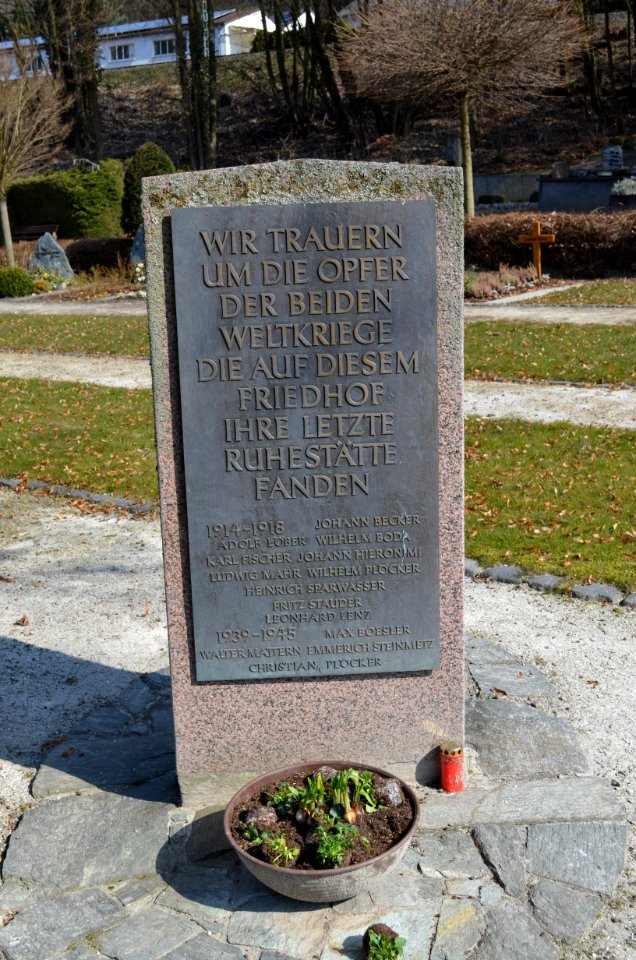 WIR TRAUERN
UM DIE OPFER
DER BEIDEN
WELTKRIEGE
DIE AUF DIESEM
FRIEDHOF
IHRE LETZTE
RUHESTÄTTE
FANDEN
1914-1918 JOHANN BECKER
ADOLF LOBER WILHELM BODA
KARL FISCHER JOHANN HIERONIMI
LUDWIG MAHR WILHELM PLÖCKER
HEINRICH SPARWASSER
FRITZ STAUDER
LEONHARD LENZ
1939-1945 MAX BOESLER
WALTER MATTERN EMMERICH STEINMETZ
CHRISTIAN PLÖCKER